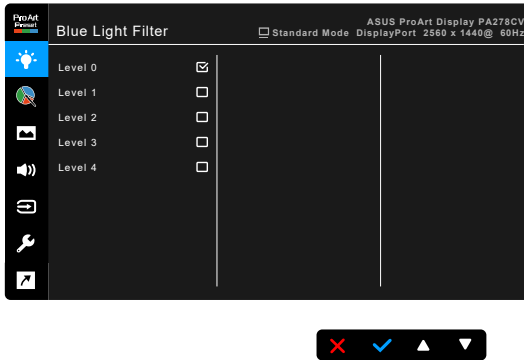 ProArt
Preset
Blue Light Filter
ASUS ProArt Display PA278CV
Standard Mode DisplayPort 2560 x 1440@ 60Hz
Level 0
Level 1
Level 2
Level 3
Level 4